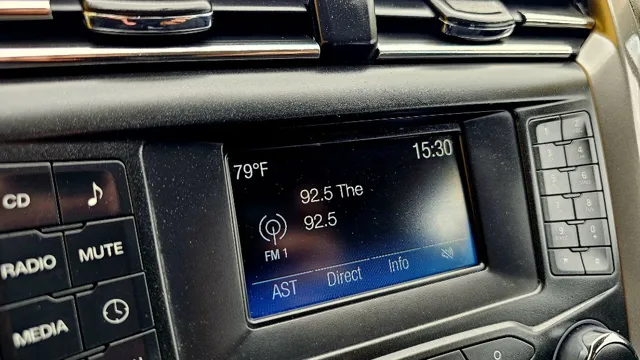 79°F
15:30
92.5 The
92.5
FM 1
AST Direct Info
CD
RADIO
MUTE
MEDIA